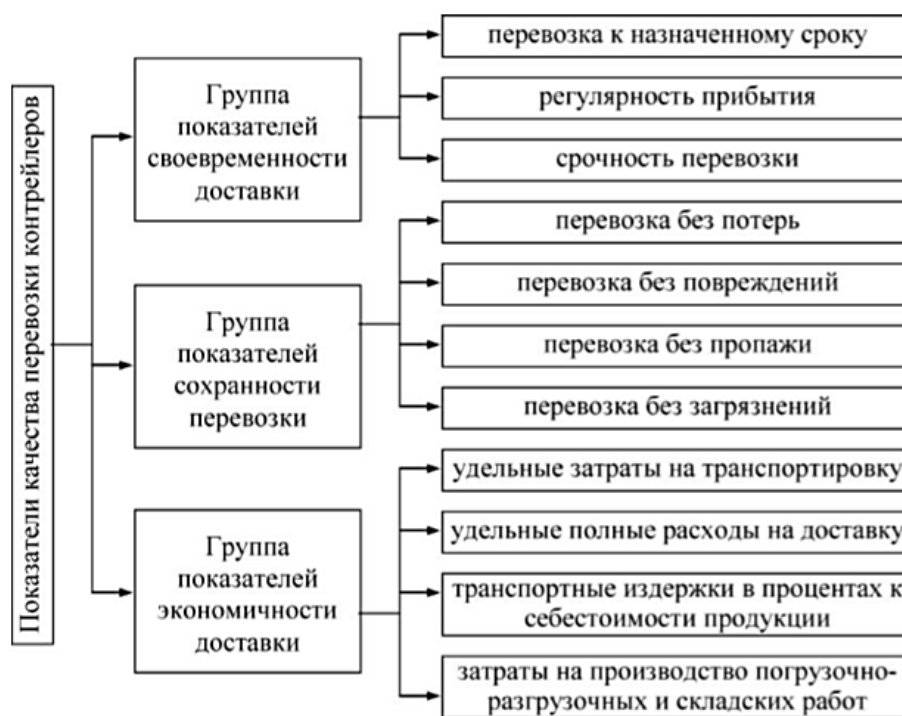 Показатели качества перевозки контрейлеров
Группа
показателей
своевременности
доставки
перевозка к назначенному сроку
регулярность прибытия
срочность перевозки
Группа
показателей
сохранности
перевозки
перевозка без потерь
перевозка без повреждений
перевозка без пропажи
перевозка без загрязнений
Группа
показателей
экономичности
доставки
удельные затраты на транспортировку
удельные полные расходы на доставку
транспортные издержки в процентах к
себестоимости продукции
затраты на производство погрузочно-
разгрузочных и складских работ